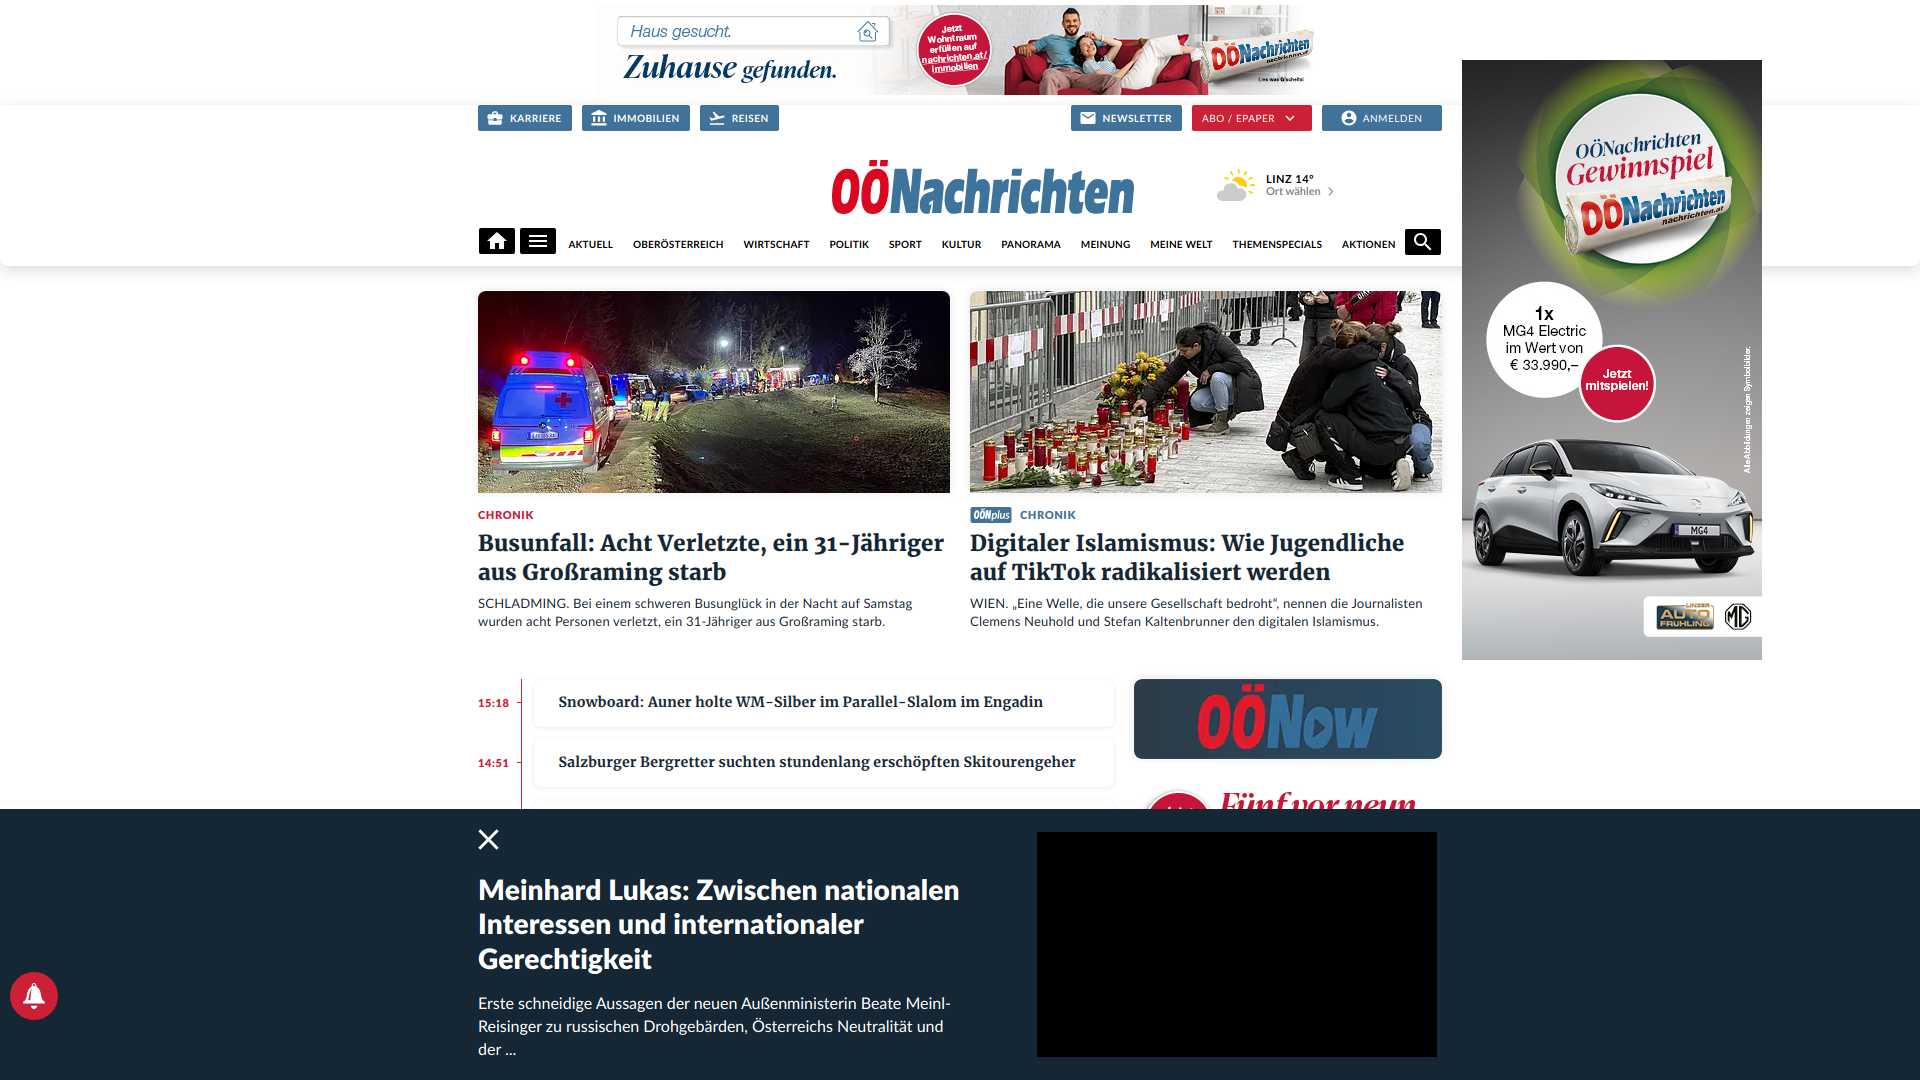 Haus gesucht.
Zuhause gefunden.
Jetzt
Wohntraum
erfüllen auf
nachrichten.at/
immobilien
OÖNachrichten
nachrichten.at
Lies was G'scheits!
KARRIERE
IMMOBILIEN
REISEN
NEWSLETTER
ABO / EPAPER
ANMELDEN
OÖNachrichten
LINZ 14°
Ort wählen
AKTUELL
OBERÖSTERREICH
WIRTSCHAFT
POLITIK
SPORT
KULTUR
PANORAMA
MEINUNG
MEINE WELT
THEMENSPECIALS
AKTIONEN
OÖNachrichten
Gewinnspiel
OÖNachrichten
nachrichten.at
1x
MG4 Electric
im Wert von
€ 33.990,–
Jetzt
mitspielen!
Alle Abbildungen zeigen Symbolbilder.
MG4
LINZER
AUTO
FRÜHLING
MG
CHRONIK
Busunfall: Acht Verletzte, ein 31-Jähriger
aus Großraming starb
SCHLADMING. Bei einem schweren Busunglück in der Nacht auf Samstag
wurden acht Personen verletzt, ein 31-Jähriger aus Großraming starb.
OÖNplus CHRONIK
Digitaler Islamismus: Wie Jugendliche
auf TikTok radikalisiert werden
WIEN. „Eine Welle, die unsere Gesellschaft bedroht“, nennen die Journalisten
Clemens Neuhold und Stefan Kaltenbrunner den digitalen Islamismus.
15:18
Snowboard: Auner holte WM-Silber im Parallel-Slalom im Engadin
14:51
Salzburger Bergretter suchten stundenlang erschöpften Skitourengeher
OÖNow
Fünf vor neun
Meinhard Lukas: Zwischen nationalen
Interessen und internationaler
Gerechtigkeit
Erste schneidige Aussagen der neuen Außenministerin Beate Meinl-
Reisinger zu russischen Drohgebärden, Österreichs Neutralität und
der ...